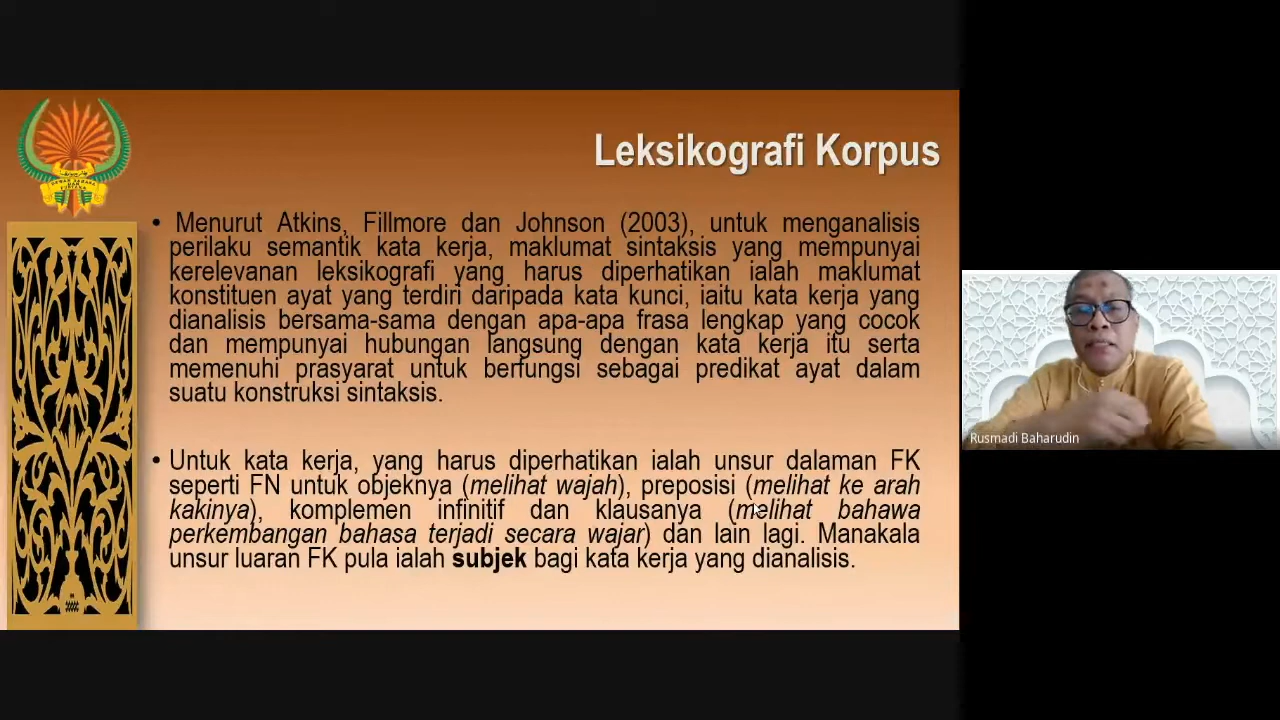 Leksikografi Korpus
• Menurut Atkins, Fillmore dan Johnson (2003), untuk menganalisis
perilaku semantik kata kerja, maklumat sintaksis yang mempunyai
kerelevanan leksikografi yang harus diperhatikan ialah maklumat
konstituen ayat yang terdiri daripada kata kunci, iaitu kata kerja yang
dianalisis bersama-sama dengan apa-apa frasa lengkap yang cocok
dan mempunyai hubungan langsung dengan kata kerja itu serta
memenuhi prasyarat untuk berfungsi sebagai predikat ayat dalam
suatu konstruksi sintaksis.
• Untuk kata kerja, yang harus diperhatikan ialah unsur dalaman FK
seperti FN untuk objeknya (melihat wajah), preposisi (melihat ke arah
kakinya), komplemen infinitif dan klausanya (melihat bahawa
perkembangan bahasa terjadi secara wajar) dan lain lagi. Manakala
unsur luaran FK pula ialah subjek bagi kata kerja yang dianalisis.
Rusmadi Baharudin